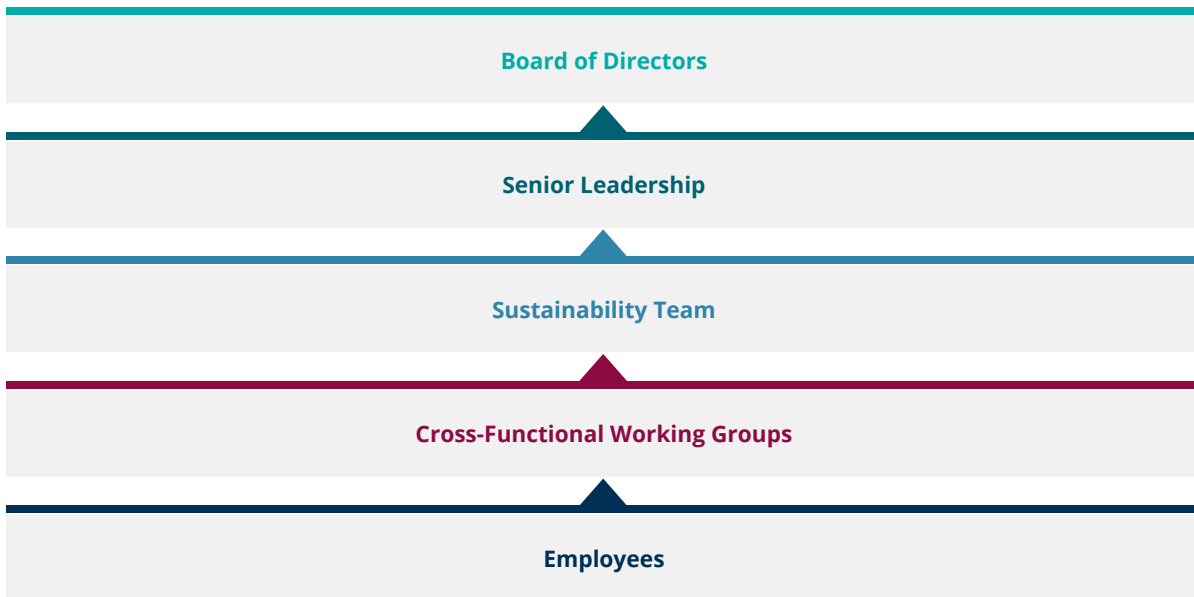 Board of Directors
Senior Leadership
Sustainability Team
Cross-Functional Working Groups
Employees